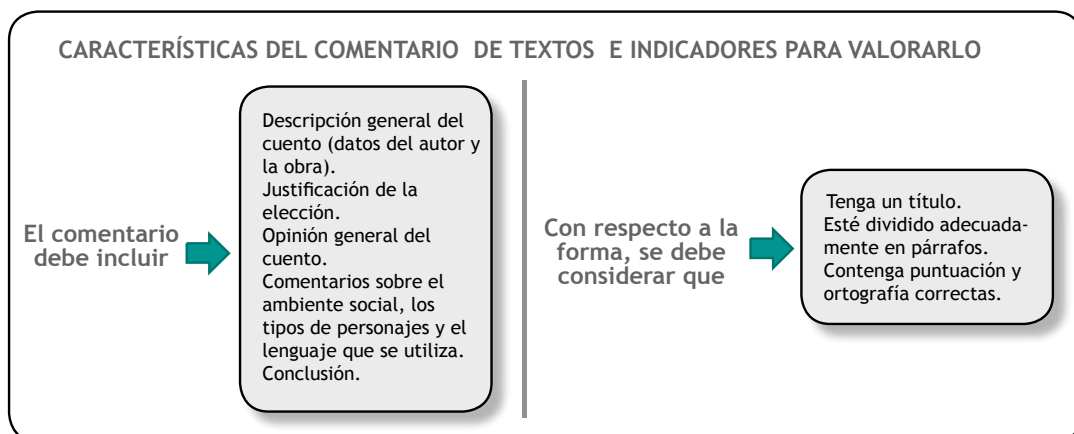 CARACTERÍSTICAS DEL COMENTARIO DE TEXTOS E INDICADORES PARA VALORARLO
El comentario
debe incluir
Descripción general del
cuento (datos del autor y
la obra).
Justificación de la
elección.
Opinión general del
cuento.
Comentarios sobre el
ambiente social, los
tipos de personajes y el
lenguaje que se utiliza.
Conclusión.
Con respecto a la
forma, se debe
considerar que
Tenga un título.
Esté dividido adecuada-
mente en párrafos.
Contenga puntuación y
ortografía correctas.